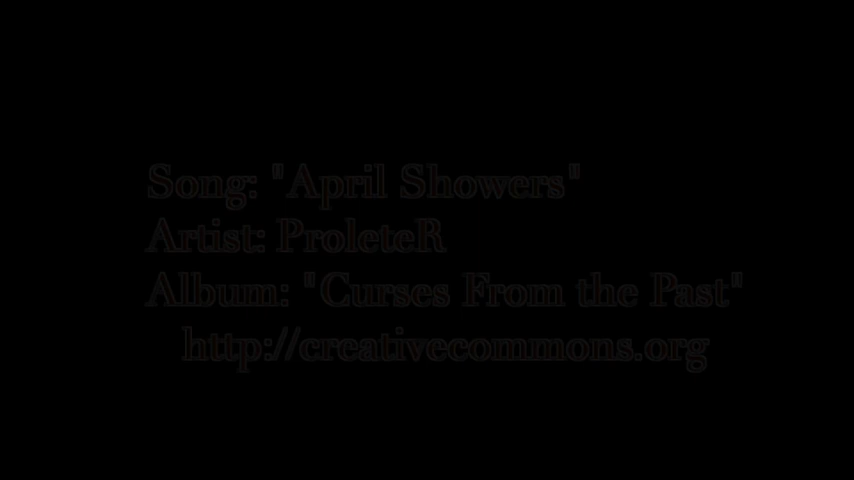 Song: "April Showers"
Artist: ProleteR
Album: "Curses From the Past"
http://creativecommons.org